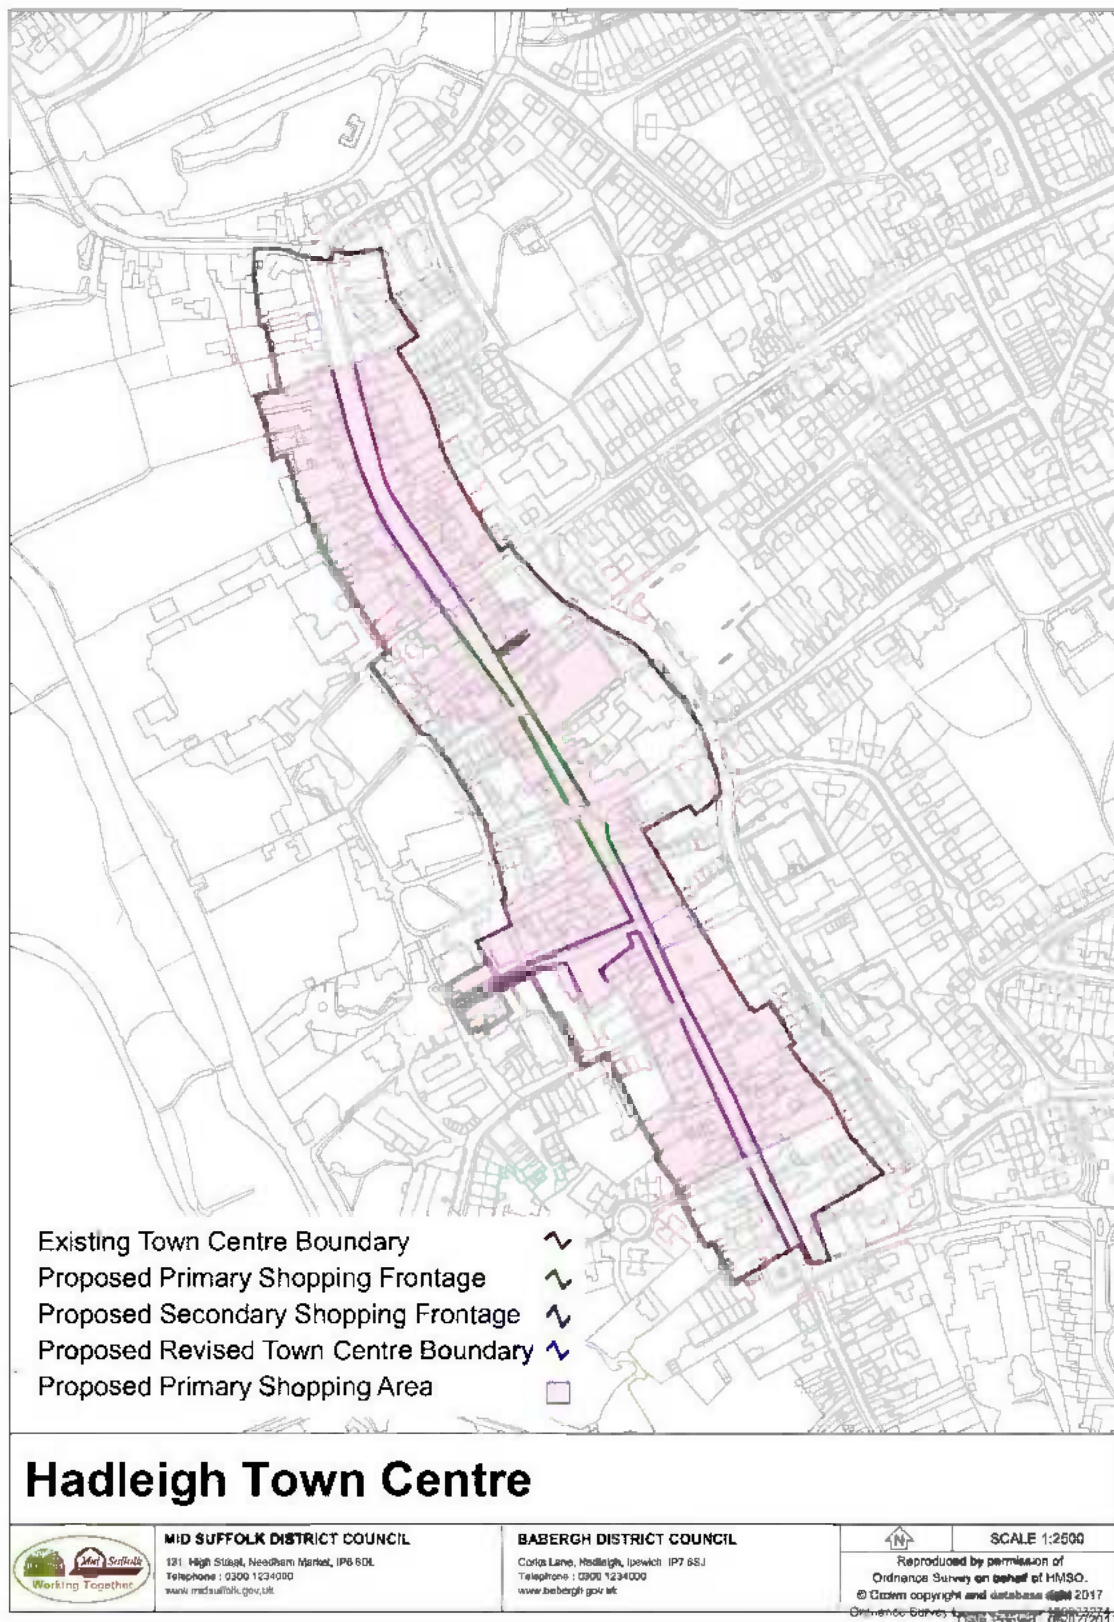 Existing Town Centre Boundary
Proposed Primary Shopping Frontage
Proposed Secondary Shopping Frontage
Proposed Revised Town Centre Boundary
Proposed Primary Shopping Area
Hadleigh Town Centre
Mid Suffolk
Working Together
MID SUFFOLK DISTRICT COUNCIL
131 High Street, Needham Market, IP6 8DL
Telephone : 0300 1234000
www.midsuffolk.gov.uk
BABERGH DISTRICT COUNCIL
Corks Lane, Hadleigh, Ipswich IP7 6SJ
Telephone : 0300 1234000
www.babergh.gov.uk
N
SCALE 1:2500
Reproduced by permission of
Ordnance Survey on behalf of HMSO.
© Crown copyright and database right 2017
Ordnance Survey